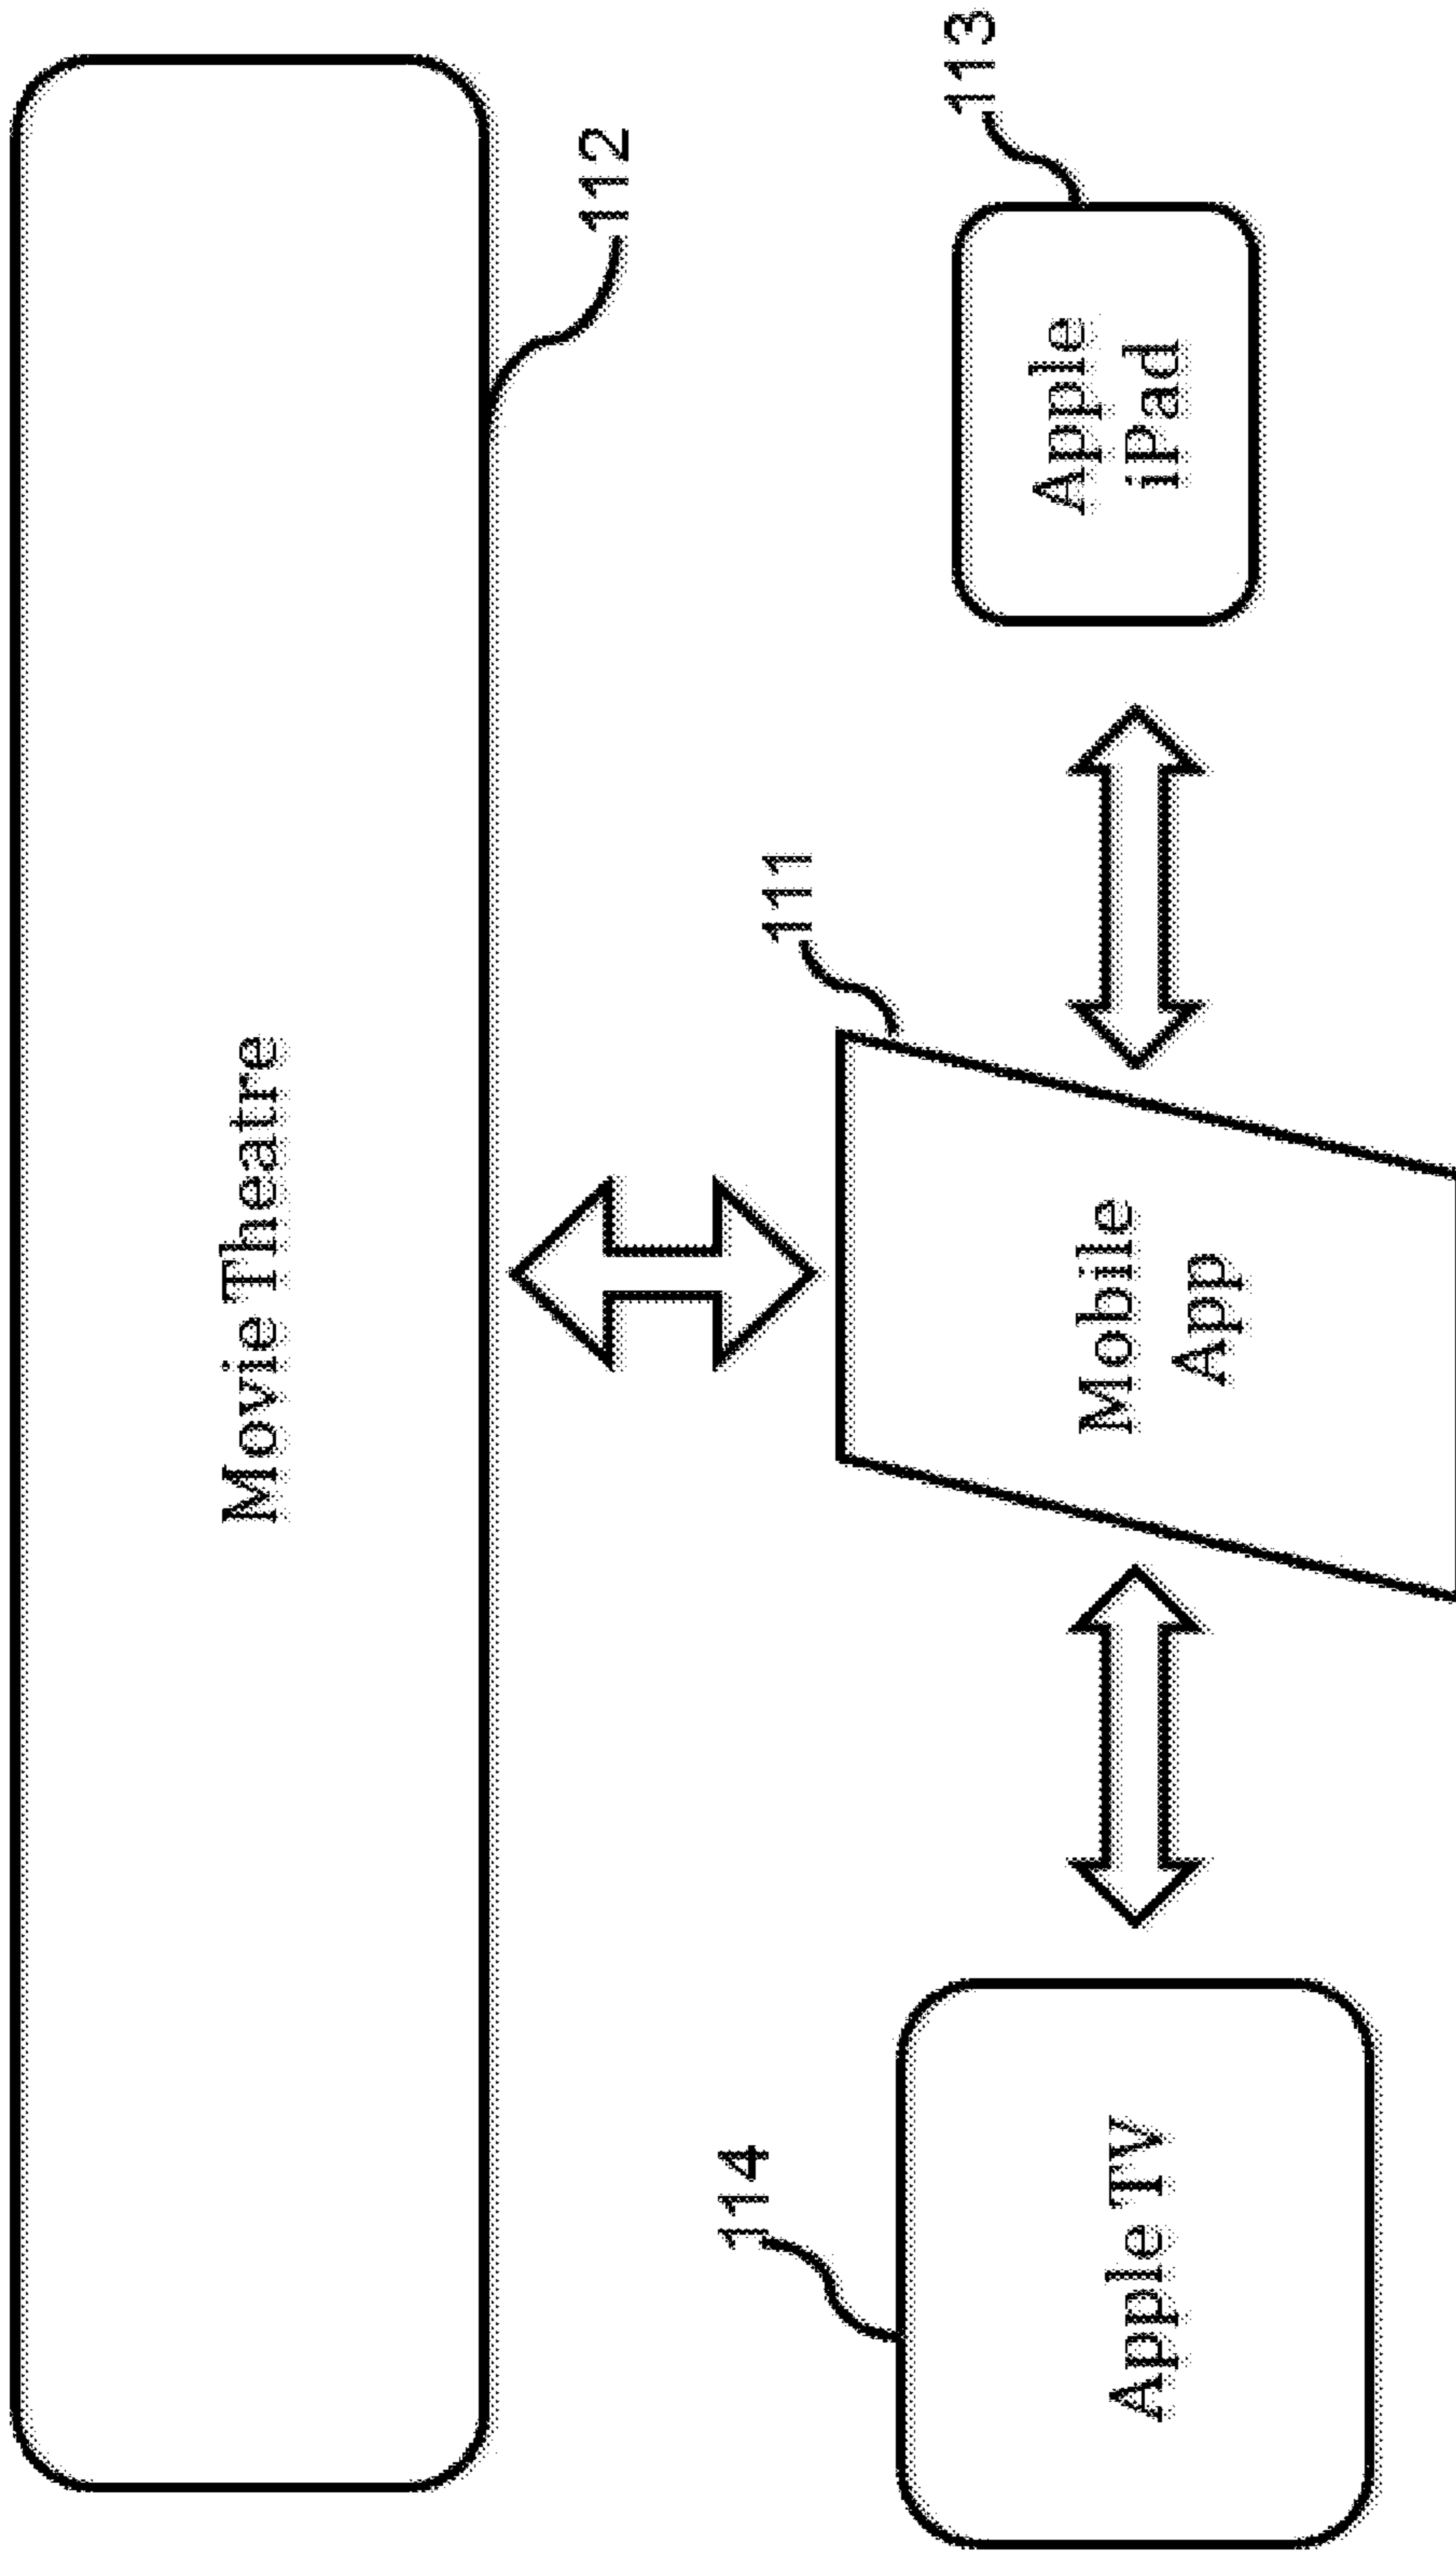 Movie Theatre
112
114
111
113
Apple TV
Mobile
App
Apple
iPad